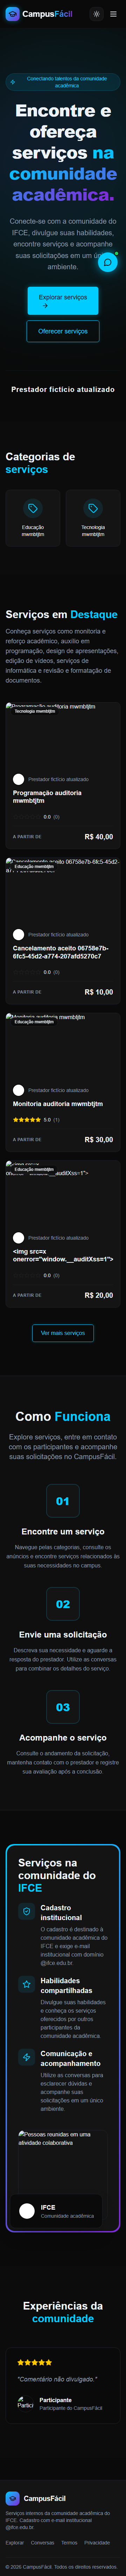 CampusFácil
Conectando talentos da comunidade
acadêmica
Encontre e
ofereça
serviços na
comunidade
acadêmica.
Conecte-se com a comunidade do
IFCE, divulgue suas habilidades,
encontre serviços e acompanhe
suas solicitações em um único
ambiente.
Explorar serviços
Oferecer serviços
Prestador fictício atualizado
Categorias de
serviços
Educação
mwmbtjtm
Tecnologia
mwmbtjtm
Serviços em Destaque
Conheça serviços como monitoria e
reforço acadêmico, aulas de
programação, design de apresentações,
edição de vídeos, serviços de
informática e revisão e formatação de
documentos.
Programação auditoria
Tecnologia mwmbtjtm
Prestador fictício atualizado
Programação auditoria
mwmbtjtm
0.0 (0)
A PARTIR DE
R$ 40,00
Cancelamento aceito 06758e7b-6fc5-45d2-
Educação mwmbtjtm
Prestador fictício atualizado
Cancelamento aceito 06758e7b-
6fc5-45d2-a774-207afd5270c7
0.0 (0)
A PARTIR DE
R$ 10,00
Monitoria auditoria mwmbtjtm
Educação mwmbtjtm
Prestador fictício atualizado
Monitoria auditoria mwmbtjtm
5.0 (1)
A PARTIR DE
R$ 30,00
Educação mwmbtjtm
onerror="window.__auditXss=1">
Prestador fictício atualizado
<img src=x
onerror="window.__auditXss=1">
0.0 (0)
A PARTIR DE
R$ 20,00
Ver mais serviços
Como Funciona
Explore serviços, entre em contato
com os participantes e acompanhe
suas solicitações no CampusFácil.
01
Encontre um serviço
Navegue pelas categorias, consulte os
anúncios e encontre serviços relacionados às
suas necessidades no campus.
02
Envie uma solicitação
Descreva sua necessidade e aguarde a
resposta do prestador. Utilize as conversas
para combinar os detalhes do serviço.
03
Acompanhe o serviço
Consulte o andamento da solicitação,
mantenha contato com o prestador e registre
sua avaliação após a conclusão.
Serviços na
comunidade do
IFCE
Cadastro
institucional
O cadastro é destinado à
comunidade acadêmica do
IFCE e exige e-mail
institucional com domínio
@ifce.edu.br.
Habilidades
compartilhadas
Divulgue suas habilidades
e conheça os serviços
oferecidos por outros
participantes da
comunidade acadêmica.
Comunicação e
acompanhamento
Utilize as conversas para
esclarecer dúvidas e
acompanhe suas
solicitações em um único
ambiente.
Pessoas reunidas em uma
atividade colaborativa
IFCE
Comunidade acadêmica
Experiências da
comunidade
"Comentário não divulgado."
Partici
Participante
Participante do CampusFácil
CampusFácil
Serviços internos da comunidade acadêmica do
IFCE. Cadastro com e-mail institucional
@ifce.edu.br.
Explorar Conversas Termos Privacidade
© 2026 CampusFácil. Todos os direitos reservados.